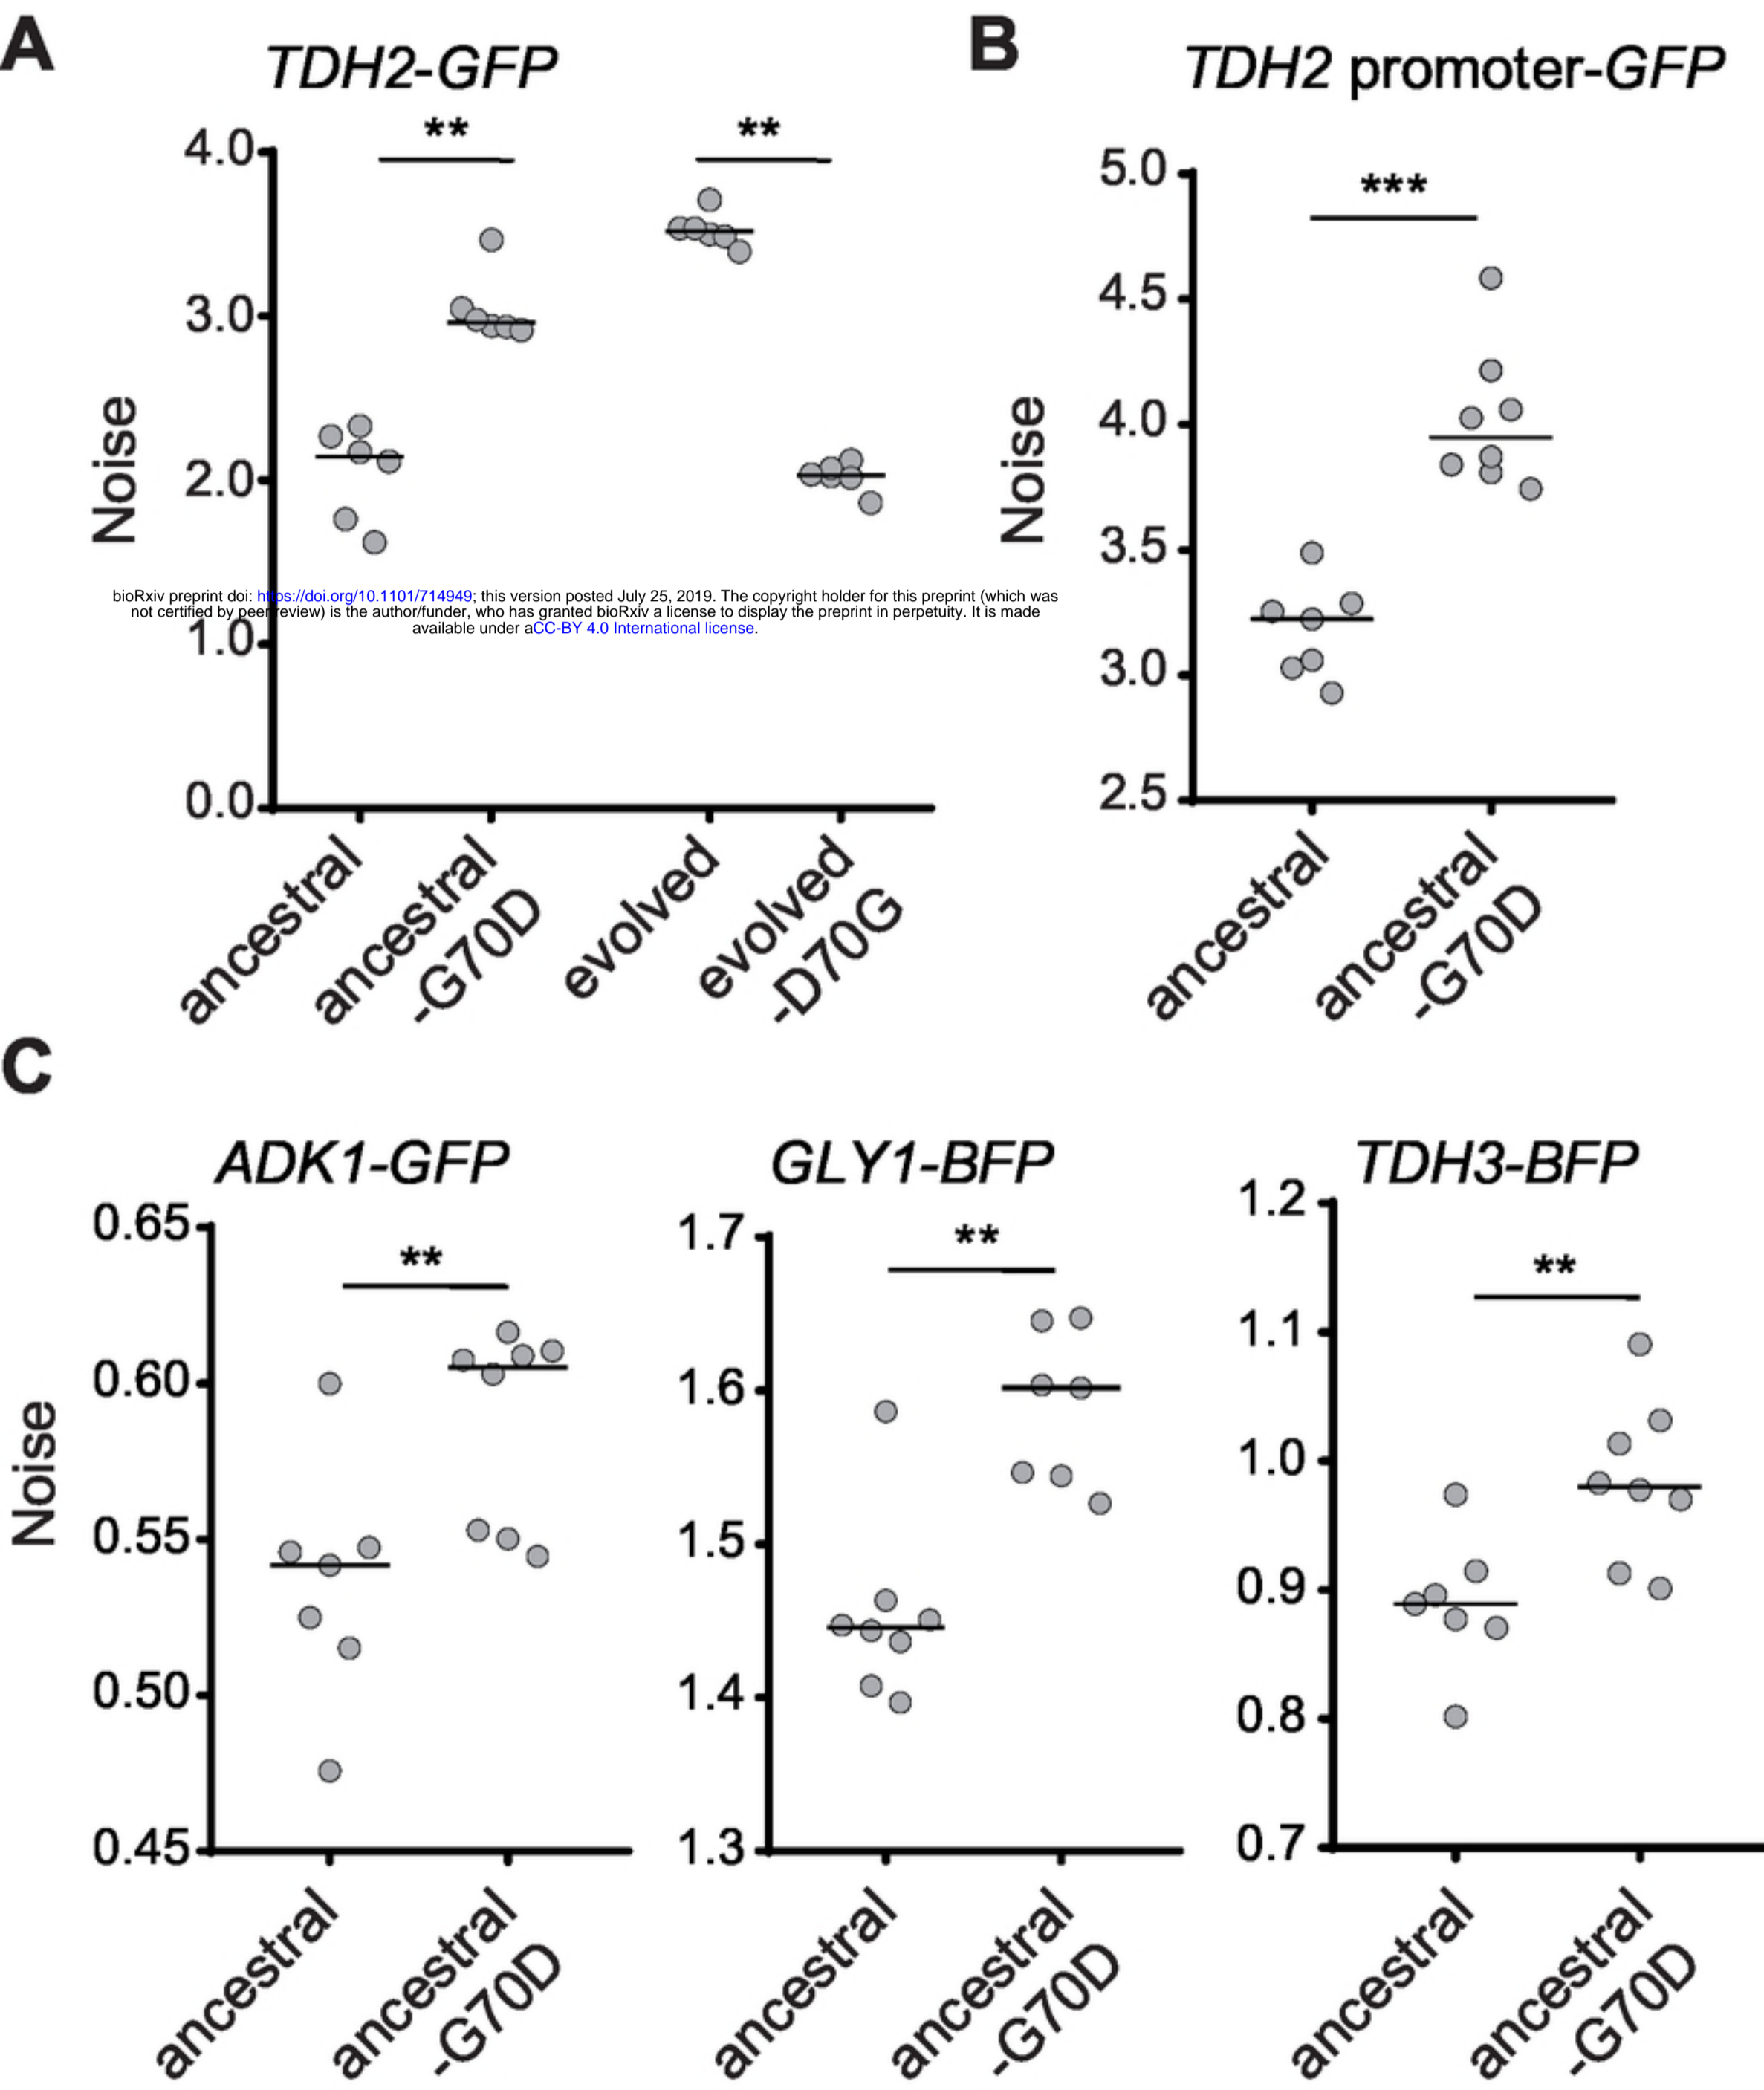 A
TDH2-GFP
**
**
4.0
3.0
2.0
1.0
0.0
Noise
ancestral
ancestral
-G70D
evolved
evolved
-D70G
bioRxiv preprint doi: https://doi.org/10.1101/714949; this version posted July 25, 2019. The copyright holder for this preprint (which was
not certified by peer review) is the author/funder, who has granted bioRxiv a license to display the preprint in perpetuity. It is made
available under aCC-BY 4.0 International license.
B
TDH2 promoter-GFP
***
5.0
4.5
4.0
3.5
3.0
2.5
Noise
ancestral
ancestral
-G70D
C
ADK1-GFP
**
0.65
0.60
0.55
0.50
0.45
Noise
ancestral
ancestral
-G70D
GLY1-BFP
**
1.7
1.6
1.5
1.4
1.3
ancestral
ancestral
-G70D
TDH3-BFP
**
1.2
1.1
1.0
0.9
0.8
0.7
ancestral
ancestral
-G70D